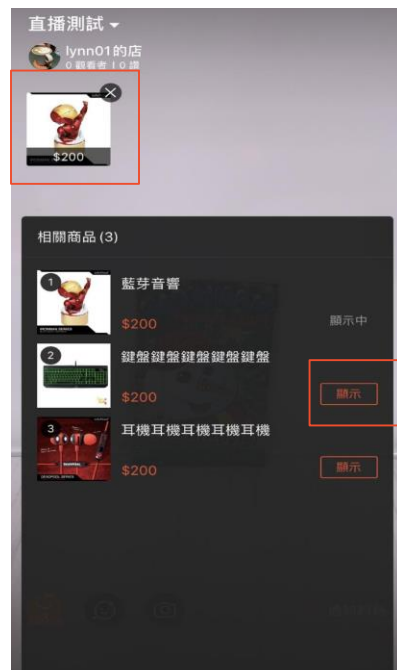 直播測試
lynn01的店
0 觀看者 | 0 讚
$200
相關商品 (3)
1
藍芽音響
$200
顯示中
2
鍵盤鍵盤鍵盤鍵盤鍵盤
$200
顯示
3
耳機耳機耳機耳機耳機
$200
顯示